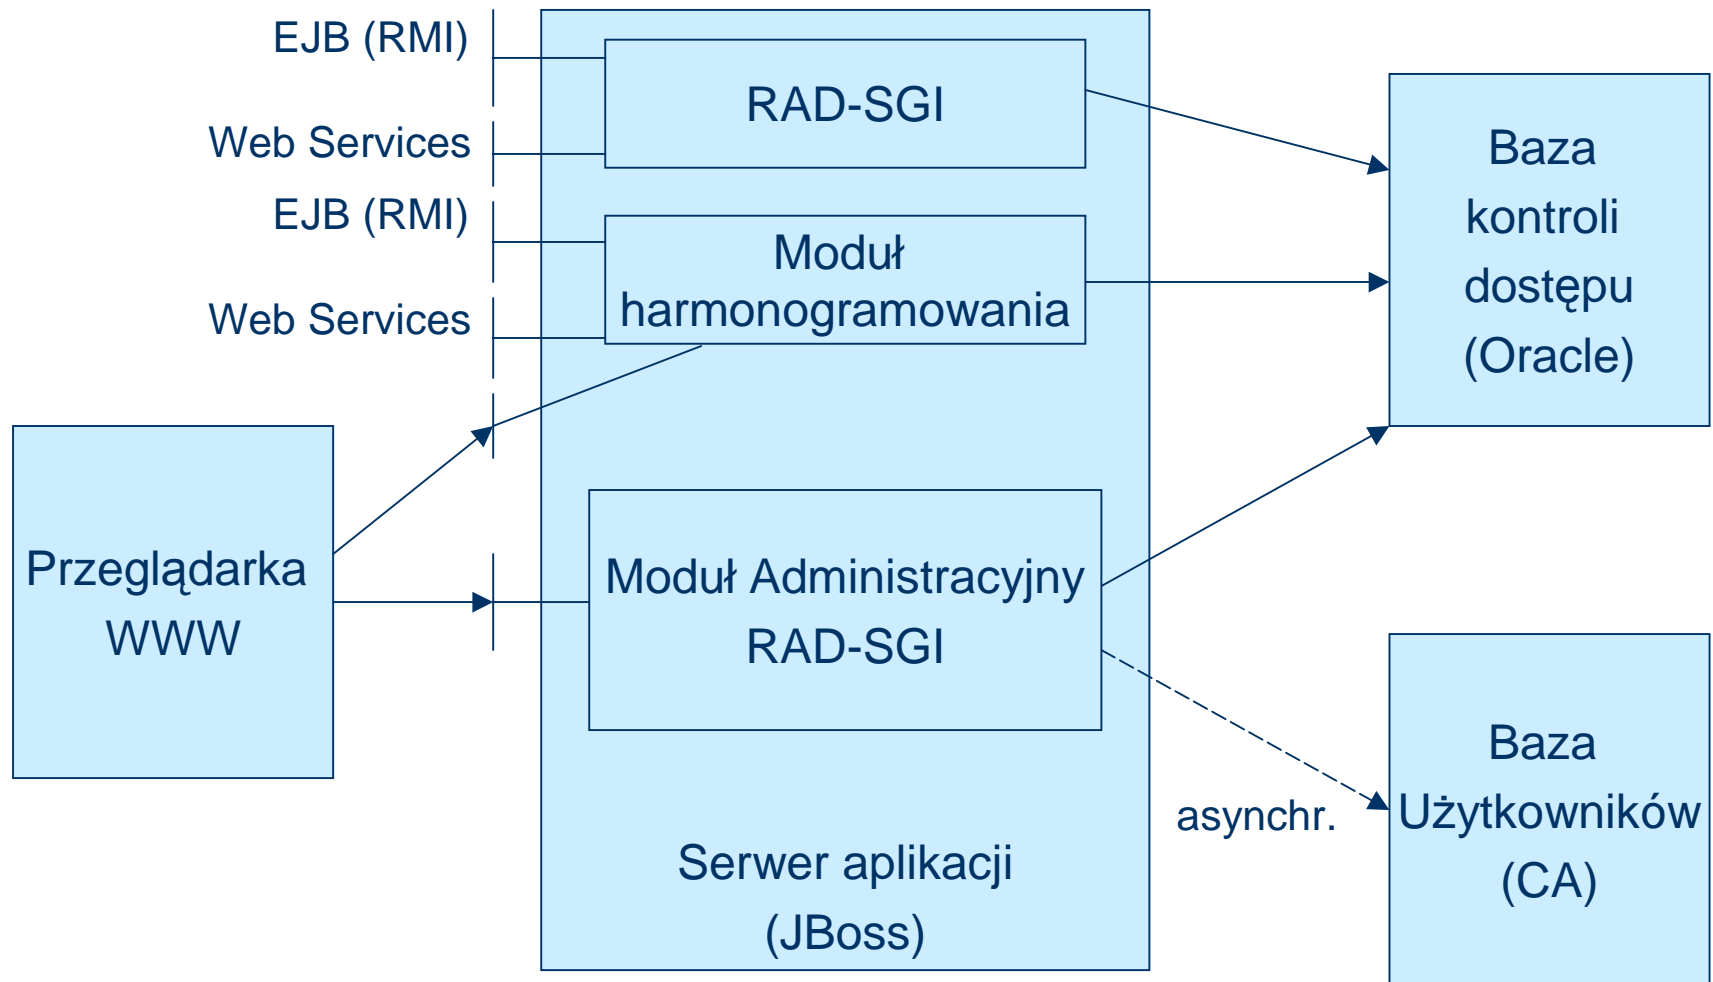 EJB (RMI)
RAD-SGI
Web Services
EJB (RMI)
Moduł
harmonogramowania
Web Services
Baza
kontroli
dostępu
(Oracle)
Przeglądarka
WWW
Moduł Administracyjny
RAD-SGI
asynchr.
Baza
Użytkowników
(CA)
Serwer aplikacji
(JBoss)